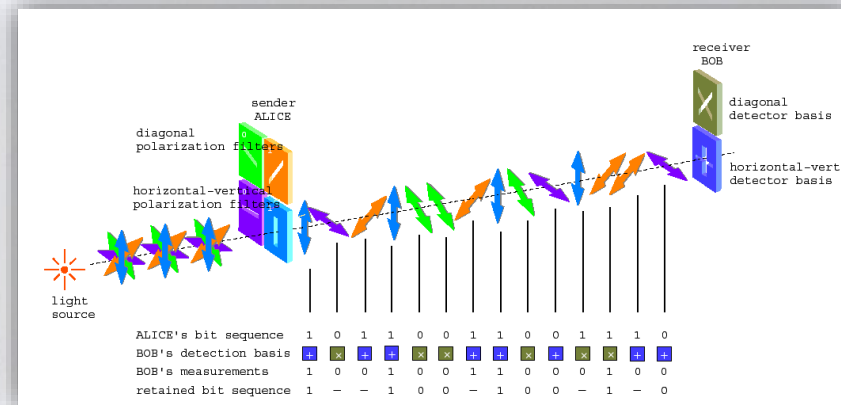 receiver
BOB
sender
ALICE
diagonal
detector basis
diagonal
polarization filters
horizontal-vert
detector basis
horizontal-vertical
polarization filters
light
source
ALICE's bit sequence 1 0 1 1 0 0 1 1 0 0 1 1 1 0
BOB's detection basis + × + + × × + + × + × × + +
BOB's measurements 1 0 0 1 0 0 1 1 0 0 0 1 0 0
retained bit sequence 1 – – 1 0 0 – 1 0 0 – 1 – 0